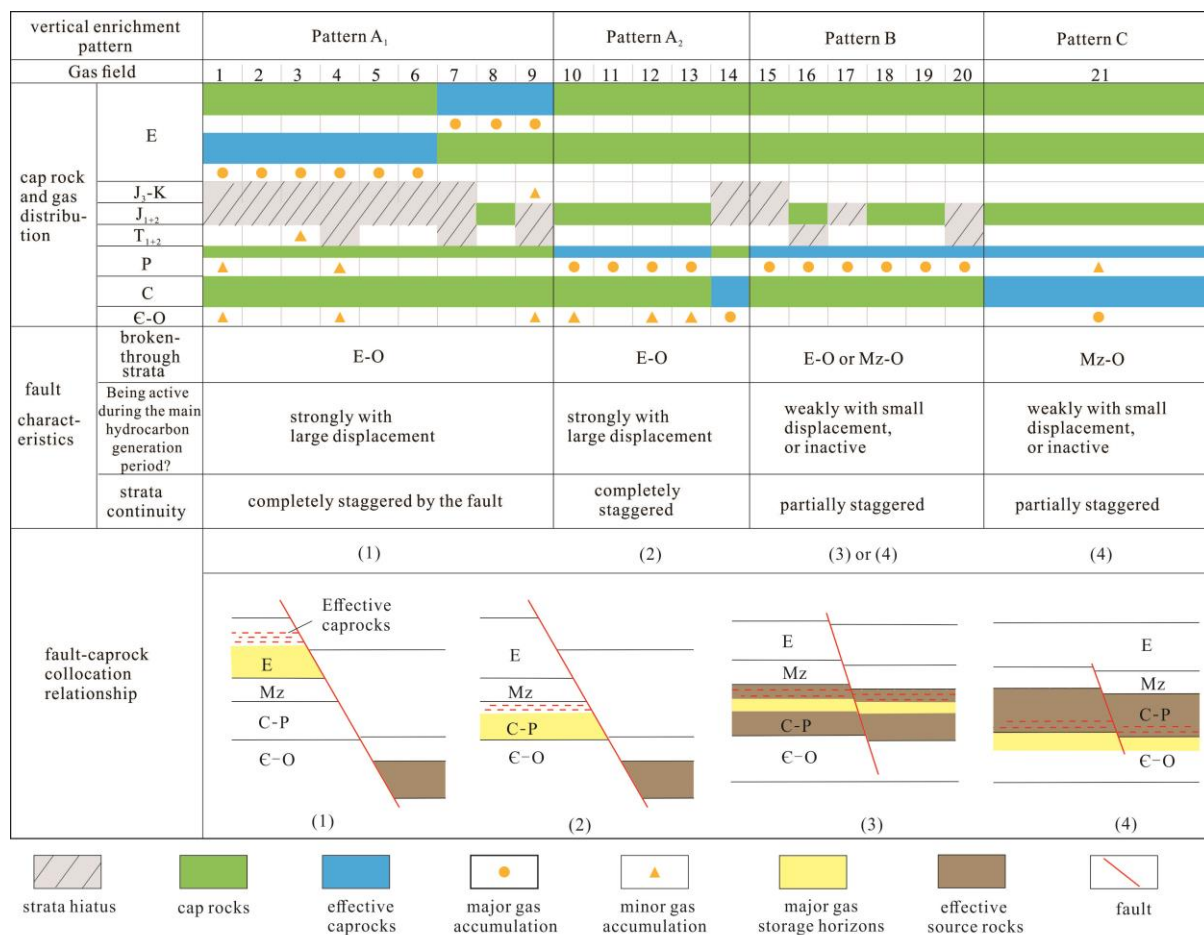 vertical enrichment
pattern
Pattern A₁
Pattern A₂
Pattern B
Pattern C
Gas field
1 2 3 4 5 6 7 8 9 10 11 12 13 14 15 16 17 18 19 20 21
cap rock
and gas
distribu-
tion
E
J₃-K
J₁₊₂
T₁₊₂
P
C
Є-O
fault
charact-
eristics
broken-
through
strata
E-O
E-O
E-O or Mz-O
Mz-O
Being active
during the main
hydrocarbon
generation
period?
strongly with
large displacement
strongly with
large displacement
weakly with small
displacement,
or inactive
weakly with small
displacement,
or inactive
strata
continuity
completely staggered by the fault
completely
staggered
partially staggered
partially staggered
fault-caprock
collocation
relationship
(1)
(2)
(3) or (4)
(4)
Effective
caprocks
E
Mz
C-P
Є-O
(1)
E
Mz
C-P
Є-O
(2)
E
Mz
C-P
Є-O
(3)
Mz
C-P
Є-O
(4)
strata hiatus
cap rocks
effective
caprocks
major gas
accumulation
minor gas
accumulation
major gas
storage horizons
effective
source rocks
fault